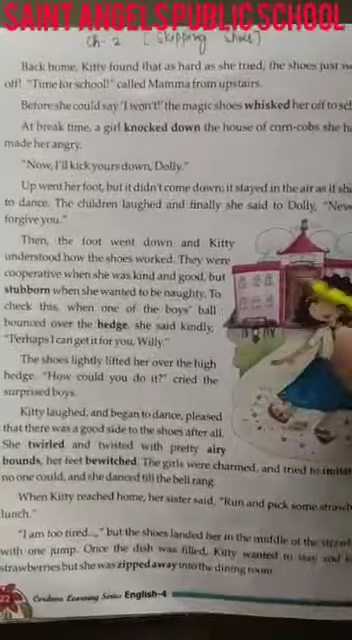 SAINT ANGELS PUBLIC SCHOOL
Ch-2 [Skipping Shoes]
Back home, Kitty found that as hard as she tried, the shoes just
off! "Time for school!" called Mamma from upstairs.
Before she could say 'I won't!' the magic shoes whisked her off to
At break time, a girl knocked down the house of corn-cobs she
made her angry.
"Now, I'll kick yours down, Dolly."
Up went her foot, but it didn't come down; it stayed in the air as if
to dance. The children laughed and finally she said to Dolly,
forgive you."
Then, the foot went down and Kitty
understood how the shoes worked. They were
cooperative when she was kind and good, but
stubborn when she wanted to be naughty. To
check this, when one of the boys' ball
bounced over the hedge, she said kindly,
"Perhaps I can get it for you, Willy."
The shoes lightly lifted her over the high
hedge. "How could you do it?" cried the
surprised boys.
Kitty laughed, and began to dance, pleased
that there was a good side to the shoes after all.
She twirled and twisted with pretty airy
bounds, her feet bewitched. The girls were charmed, and tried to
no one could, and she danced till the bell rang.
When Kitty reached home, her sister said, "Run and pick some
lunch."
"I am too tired...," but the shoes landed her in the middle of the
with one jump. Once the dish was filled, Kitty wanted to stay and
strawberries but she was zipped away into the dining room.
Cordova Learning Series English-4